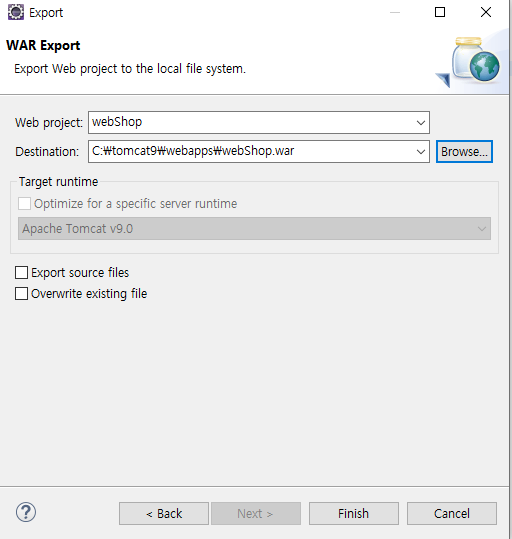 Export
WAR Export
Export Web project to the local file system.
Web project: webShop
Destination: C:₩tomcat9₩webapps₩webShop.war Browse...
Target runtime
Optimize for a specific server runtime
Apache Tomcat v9.0
Export source files
Overwrite existing file
? < Back Next > Finish Cancel